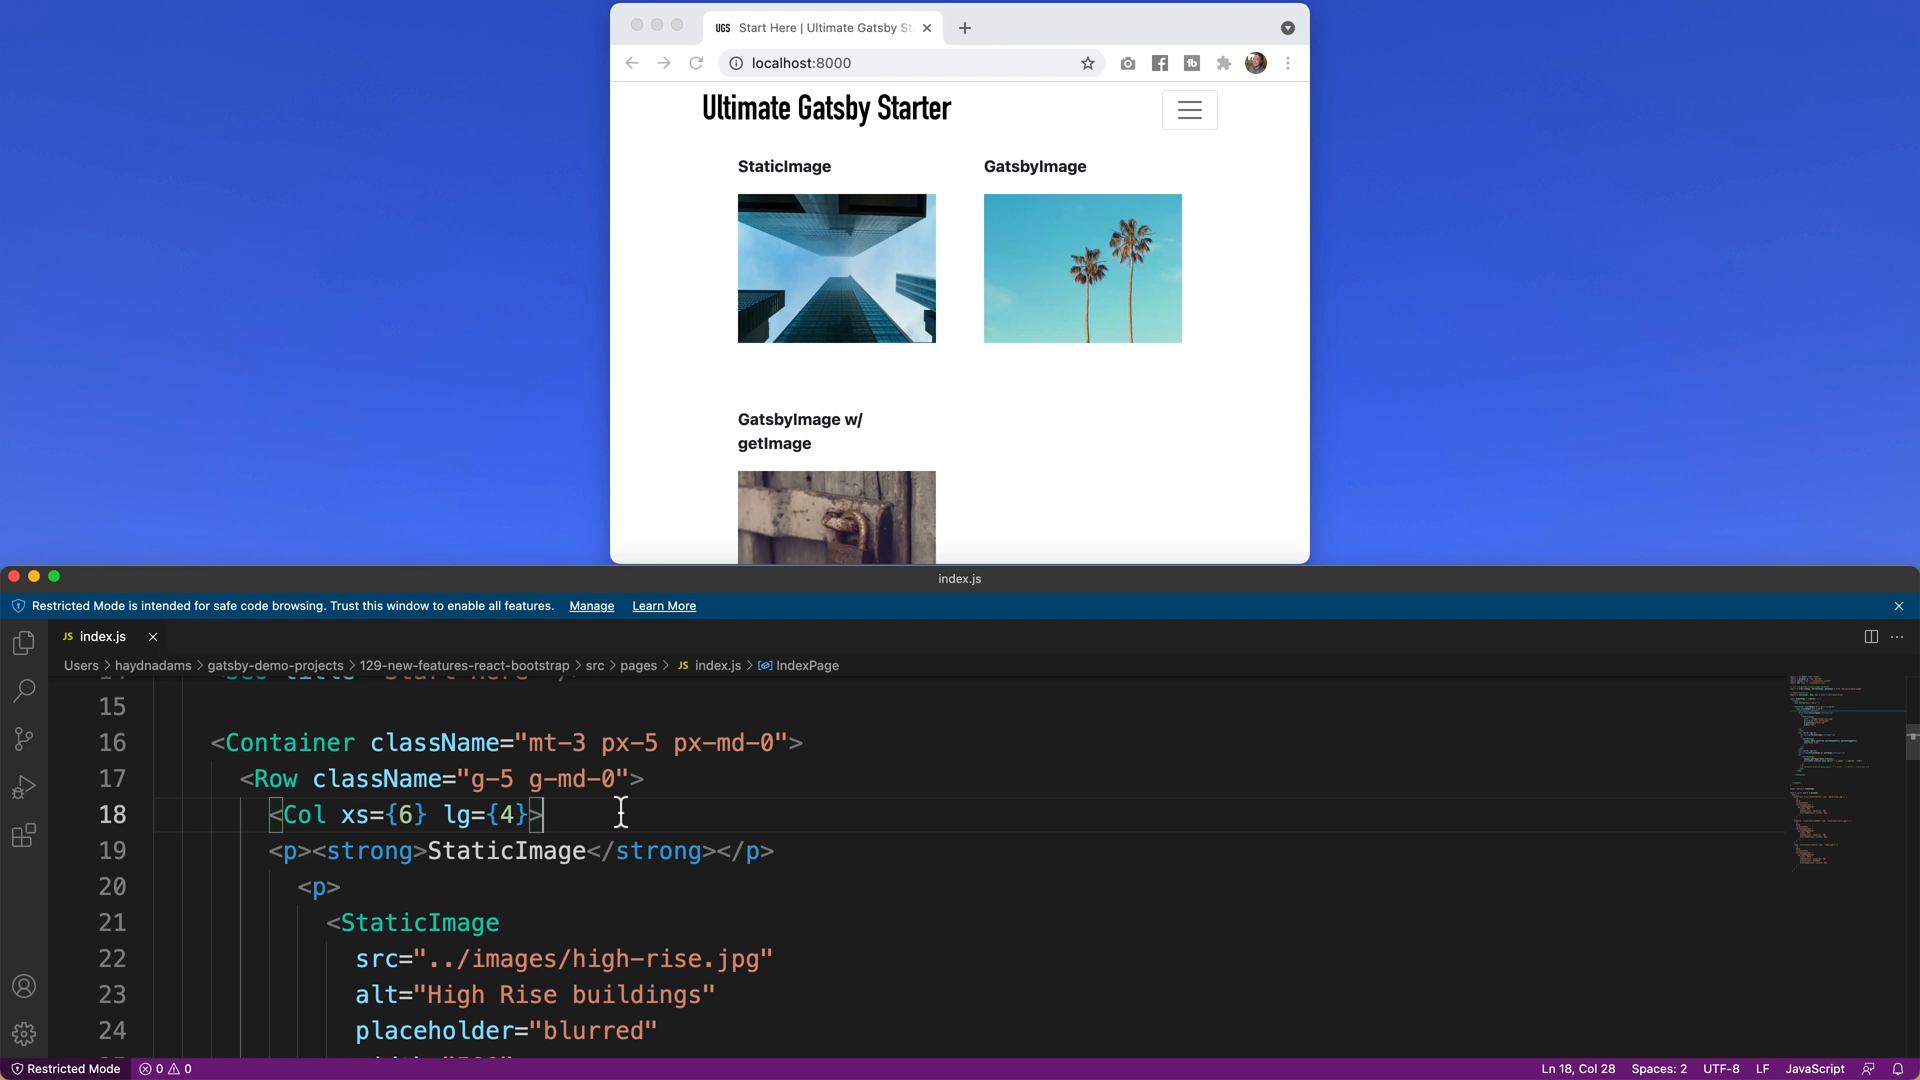 UGS Start Here | Ultimate Gatsby St
localhost:8000
Ultimate Gatsby Starter
StaticImage
GatsbyImage
GatsbyImage w/
getImage
index.js
Restricted Mode is intended for safe code browsing. Trust this window to enable all features. Manage Learn More
JS index.js
Users > haydnadams > gatsby-demo-projects > 129-new-features-react-bootstrap > src > pages > JS index.js > IndexPage
15
16 <Container className="mt-3 px-5 px-md-0">
17 <Row className="g-5 g-md-0">
18 <Col xs={6} lg={4}>
19 <p><strong>StaticImage</strong></p>
20 <p>
21 <StaticImage
22 src="../images/high-rise.jpg"
23 alt="High Rise buildings"
24 placeholder="blurred"
Restricted Mode 0 0 Ln 18, Col 28 Spaces: 2 UTF-8 LF JavaScript